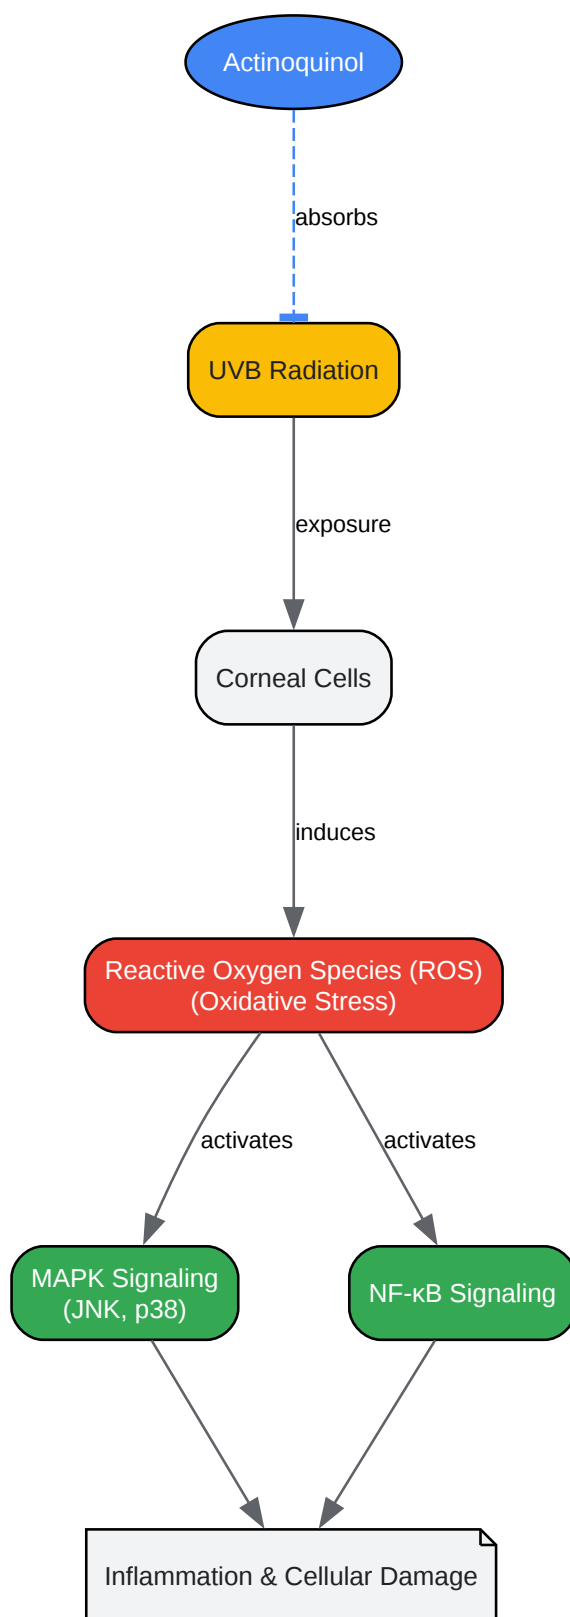 Actinoquinol
absorbs
UVB Radiation
exposure
Corneal Cells
induces
Reactive Oxygen Species (ROS)
(Oxidative Stress)
activates
activates
MAPK Signaling
(JNK, p38)
NF-κB Signaling
Inflammation & Cellular Damage